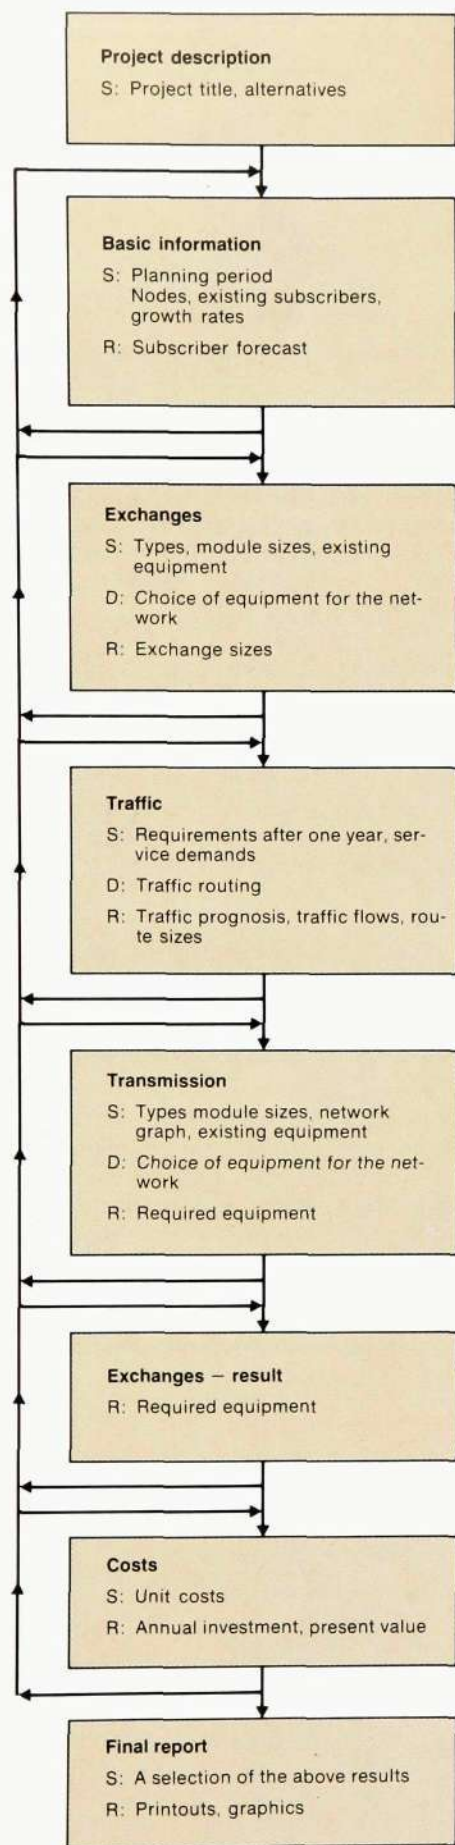 Project description
S: Project title, alternatives
Basic information
S: Planning period
Nodes, existing subscribers,
growth rates
R: Subscriber forecast
Exchanges
S: Types, module sizes, existing
equipment
D: Choice of equipment for the net-
work
R: Exchange sizes
Traffic
S: Requirements after one year, ser-
vice demands
D: Traffic routing
R: Traffic prognosis, traffic flows, rou-
te sizes
Transmission
S: Types module sizes, network
graph, existing equipment
D: Choice of equipment for the net-
work
R: Required equipment
Exchanges – result
R: Required equipment
Costs
S: Unit costs
R: Annual investment, present value
Final report
S: A selection of the above results
R: Printouts, graphics